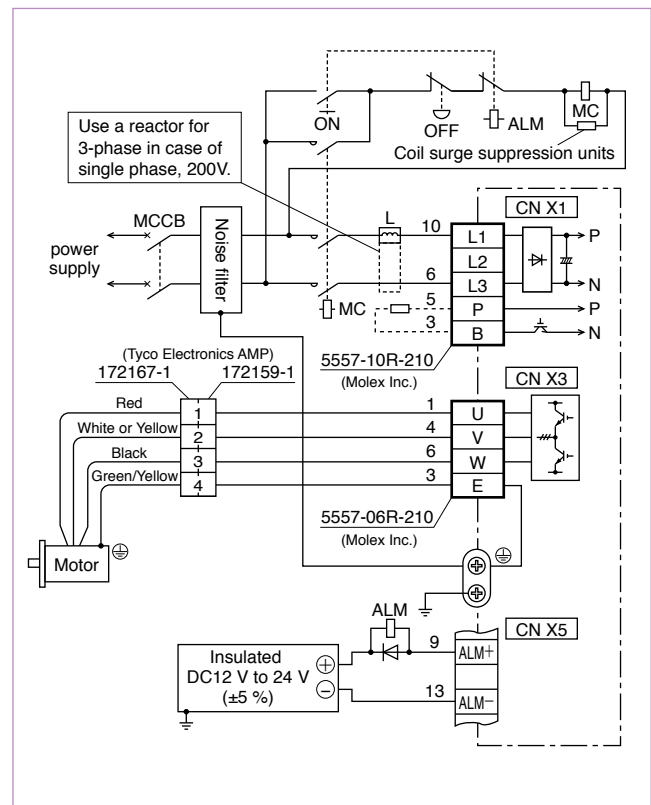 ON
OFF
ALM
MC
Coil surge suppression units
Use a reactor for
3-phase in case of
single phase, 200V.
MCCB
power
supply
Noise filter
L
MC
10
6
5
3
L1
L2
L3
P
B
CN X1
P
N
P
N
5557-10R-210
(Molex Inc.)
(Tyco Electronics AMP)
172167-1
172159-1
Red
White or Yellow
Black
Green/Yellow
1
2
3
4
1
4
6
3
U
V
W
E
CN X3
5557-06R-210
(Molex Inc.)
Motor
ALM
Insulated
DC12 V to 24 V
(±5 %)
+
−
9
13
ALM+
ALM−
CN X5